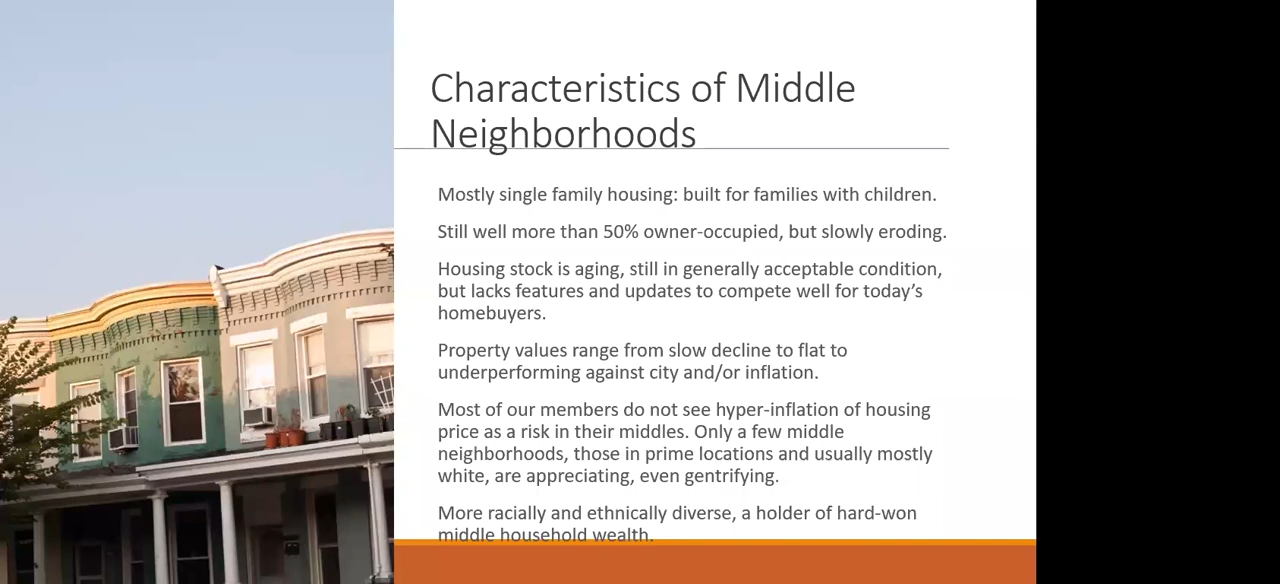 Characteristics of Middle
Neighborhoods
Mostly single family housing: built for families with children.
Still well more than 50% owner-occupied, but slowly eroding.
Housing stock is aging, still in generally acceptable condition,
but lacks features and updates to compete well for today’s
homebuyers.
Property values range from slow decline to flat to
underperforming against city and/or inflation.
Most of our members do not see hyper-inflation of housing
price as a risk in their middles. Only a few middle
neighborhoods, those in prime locations and usually mostly
white, are appreciating, even gentrifying.
More racially and ethnically diverse, a holder of hard-won
middle household wealth.